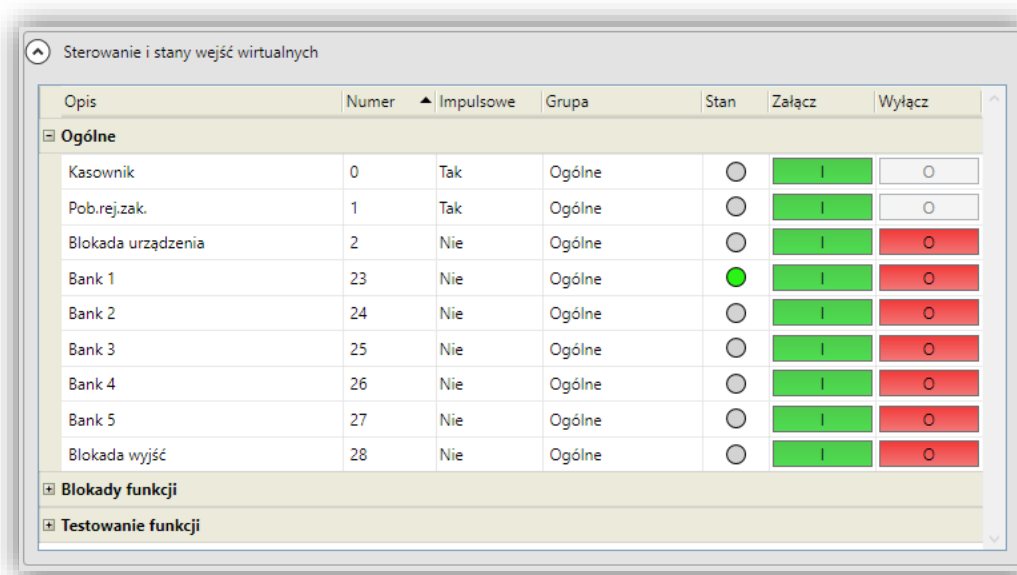 Sterowanie i stany wejść wirtualnych
Opis Numer Impulsowe Grupa Stan Załącz Wyłącz
Ogólne
Kasownik 0 Tak Ogólne I O
Pob.rej.zak. 1 Tak Ogólne I O
Blokada urządzenia 2 Nie Ogólne I O
Bank 1 23 Nie Ogólne I O
Bank 2 24 Nie Ogólne I O
Bank 3 25 Nie Ogólne I O
Bank 4 26 Nie Ogólne I O
Bank 5 27 Nie Ogólne I O
Blokada wyjść 28 Nie Ogólne I O
Blokady funkcji
Testowanie funkcji